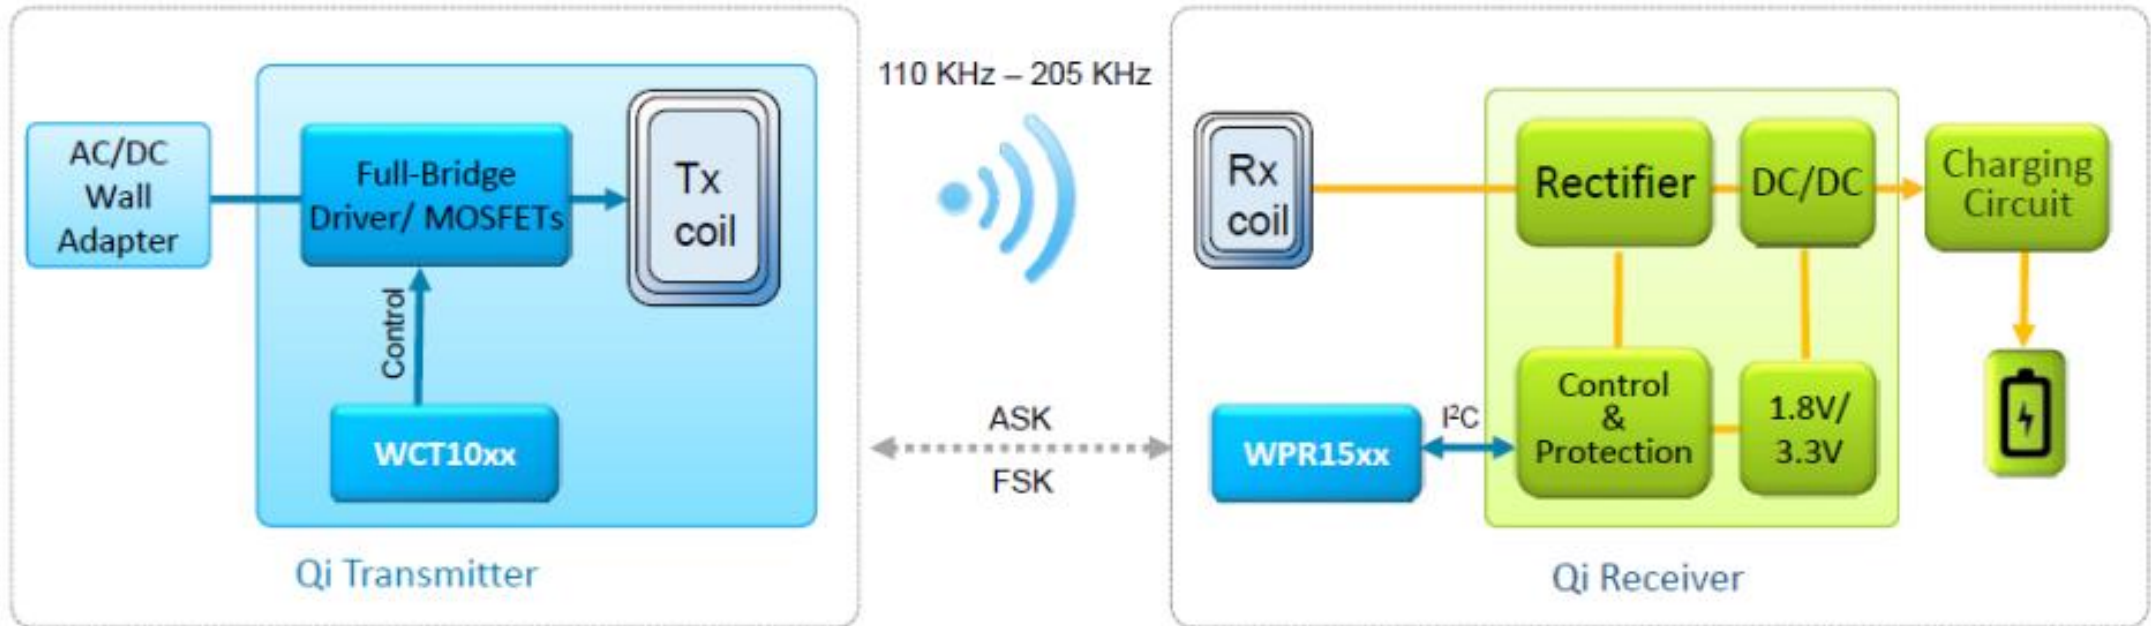 AC/DC
Wall
Adapter
Full-Bridge
Driver/ MOSFETs
Tx
coil
Control
WCT10xx
Qi Transmitter
110 KHz – 205 KHz
ASK
FSK
Rx
coil
Rectifier
DC/DC
Charging
Circuit
WPR15xx
I²C
Control
&
Protection
1.8V/
3.3V
Qi Receiver